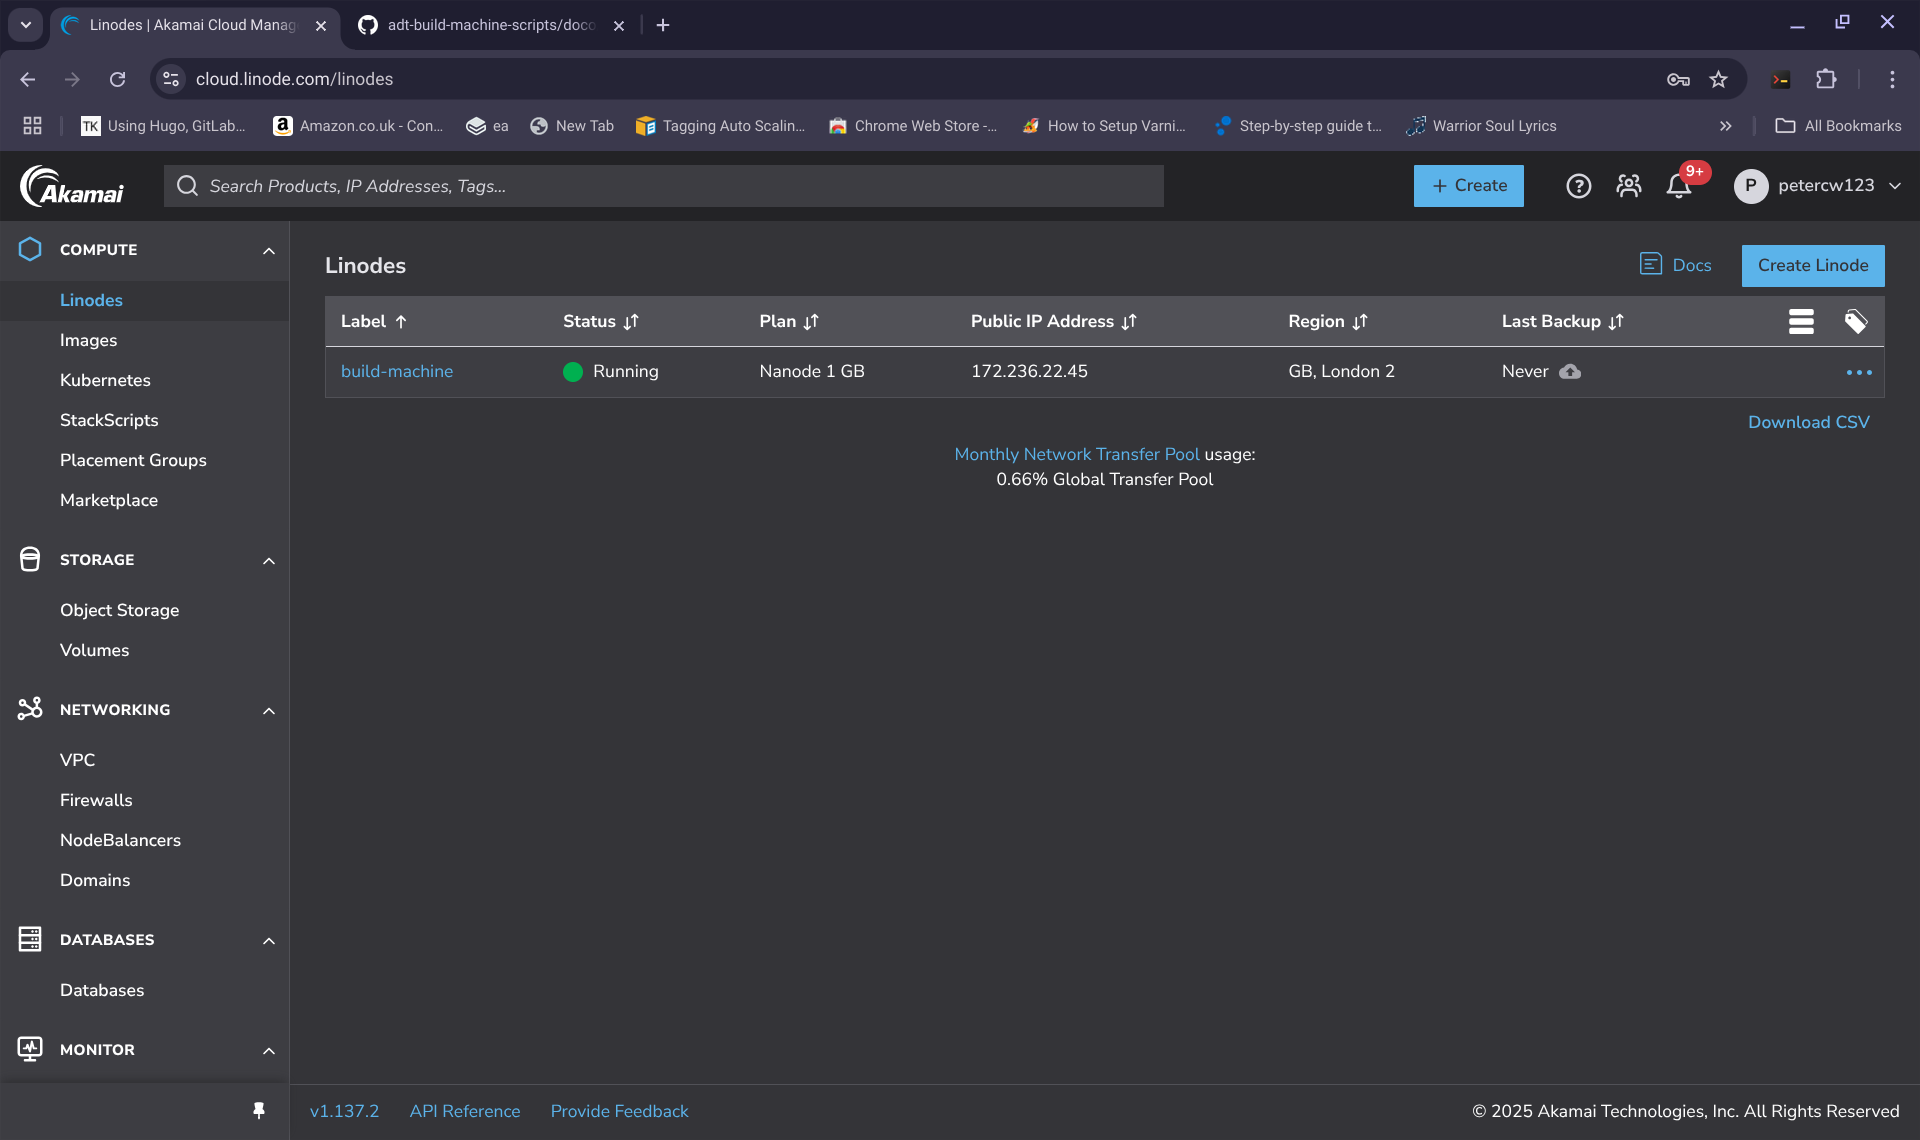 Linodes | Akamai Cloud Manag
adt-build-machine-scripts/doco
cloud.linode.com/linodes
TK Using Hugo, GitLab...
a Amazon.co.uk - Con...
ea
New Tab
Tagging Auto Scalin...
Chrome Web Store -...
How to Setup Varni...
Step-by-step guide t...
Warrior Soul Lyrics
All Bookmarks
Akamai
Search Products, IP Addresses, Tags...
+ Create
9+
P petercw123
COMPUTE
Linodes
Images
Kubernetes
StackScripts
Placement Groups
Marketplace
STORAGE
Object Storage
Volumes
NETWORKING
VPC
Firewalls
NodeBalancers
Domains
DATABASES
Databases
MONITOR
Linodes
Docs
Create Linode
Label Status Plan Public IP Address Region Last Backup
build-machine Running Nanode 1 GB 172.236.22.45 GB, London 2 Never
Download CSV
Monthly Network Transfer Pool usage:
0.66% Global Transfer Pool
v1.137.2 API Reference Provide Feedback
© 2025 Akamai Technologies, Inc. All Rights Reserved